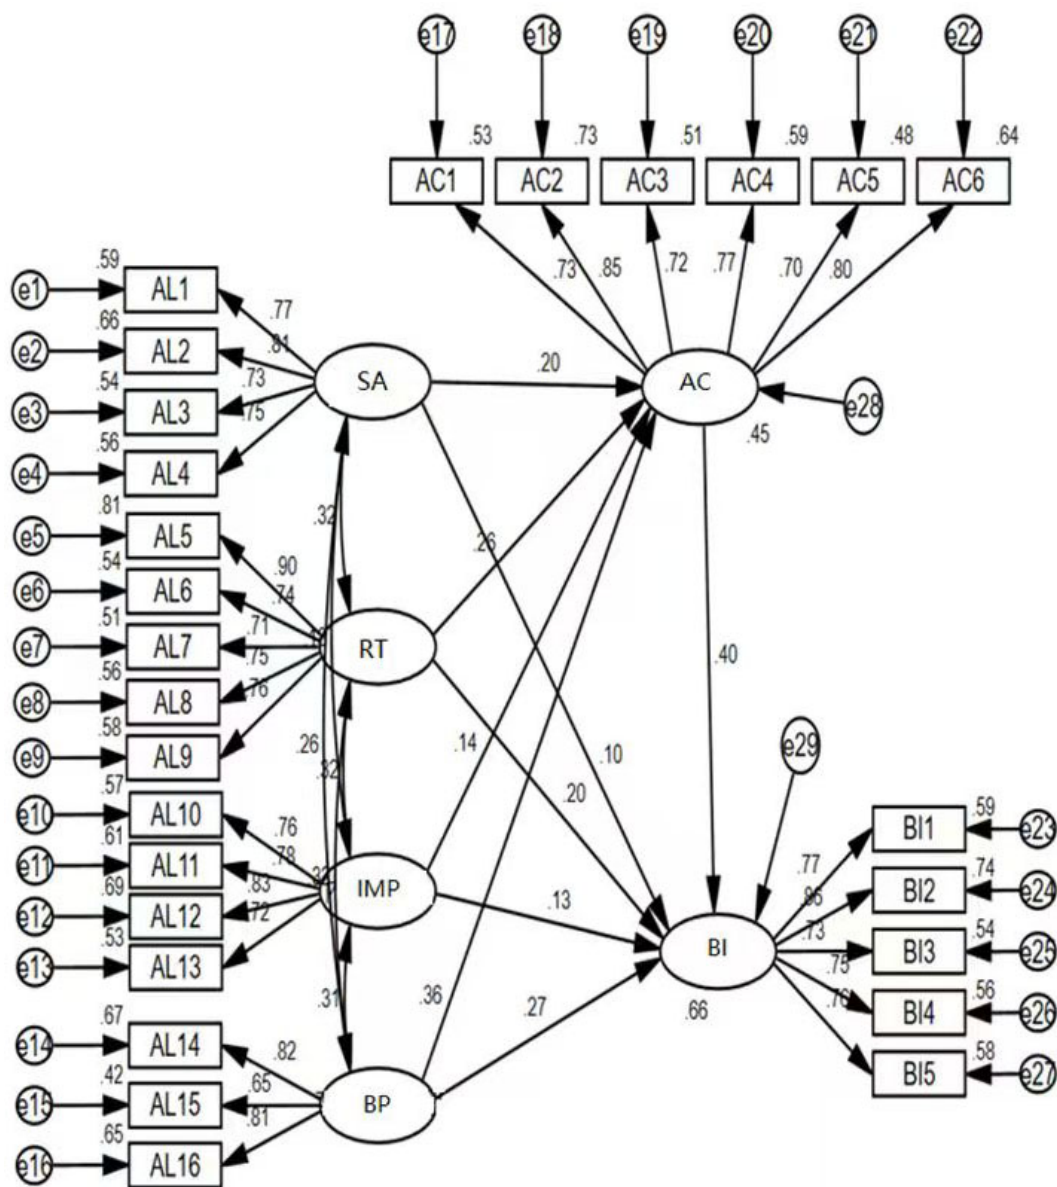 e17 e18 e19 e20 e21 e22
.53 .73 .51 .59 .48 .64
AC1 AC2 AC3 AC4 AC5 AC6
.73 .85 .72 .77 .70 .80
.59
e1 AL1
.77
.66
e2 AL2
.81
.54
e3 AL3
.73
.75
.56
e4 AL4
SA
.20
AC
e28
.45
.81
e5 AL5
.90
.54
e6 AL6
.74
.51
e7 AL7
.71
.56
e8 AL8
.75
.58
e9 AL9
.76
.32
RT
.26
.40
.26
.32
.14
.10
.20
e29
.57
e10 AL10
.76
.61
e11 AL11
.78
.69
e12 AL12
.83
.53
e13 AL13
.72
IMP
.13
BI
.66
.31
.36
.27
.59
BI1 e23
.77
.74
BI2 e24
.86
.54
BI3 e25
.73
.56
BI4 e26
.75
.58
BI5 e27
.76
.67
e14 AL14
.82
.42
e15 AL15
.65
.65
e16 AL16
.81
BP